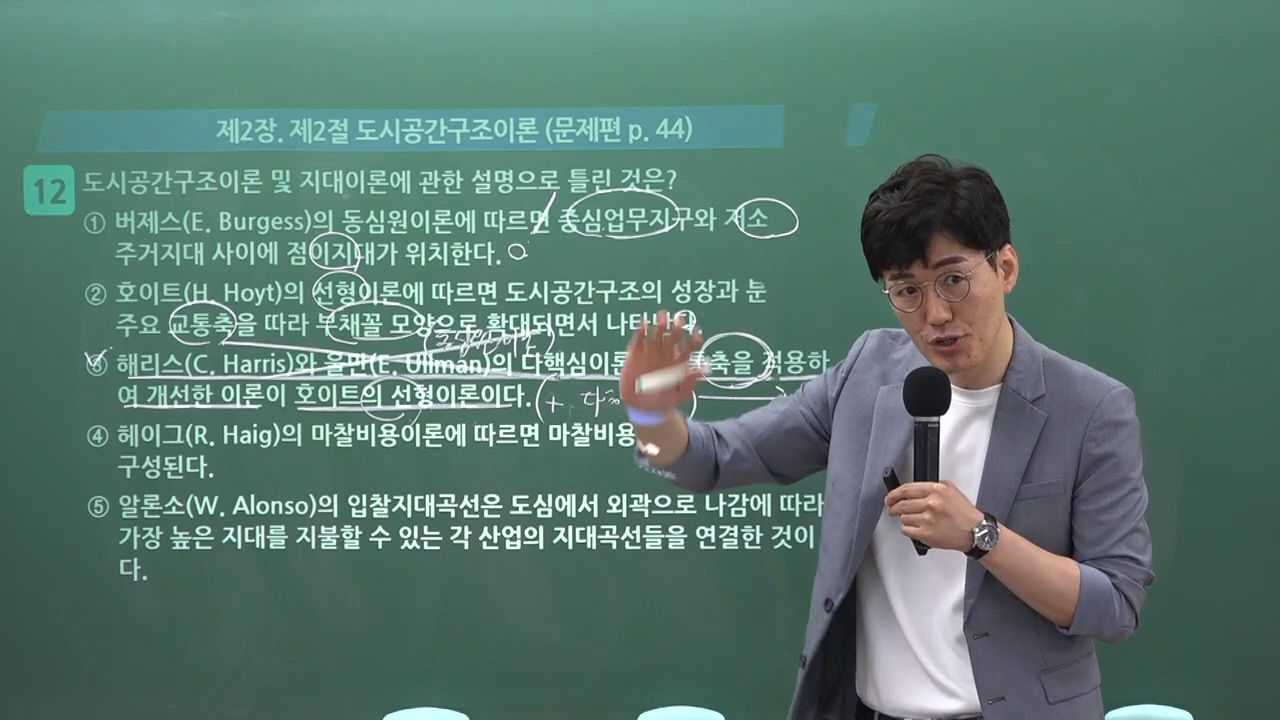 제2장. 제2절 도시공간구조이론 (문제편 p. 44)
12 도시공간구조이론 및 지대이론에 관한 설명으로 틀린 것은?
① 버제스(E. Burgess)의 동심원이론에 따르면 중심업무지구와 저소
주거지대 사이에 점이지대가 위치한다.
② 호이트(H. Hoyt)의 선형이론에 따르면 도시공간구조의 성장과 분
주요 교통축을 따라 부채꼴 모양으로 확대되면서 나타난다.
③ 해리스(C. Harris)와 울만(E. Ullman)의 다핵심이론 통축을 적용하
여 개선한 이론이 호이트의 선형이론이다. (+
④ 헤이그(R. Haig)의 마찰비용이론에 따르면 마찰비용
구성된다.
⑤ 알론소(W. Alonso)의 입찰지대곡선은 도심에서 외곽으로 나감에 따라
가장 높은 지대를 지불할 수 있는 각 산업의 지대곡선들을 연결한 것이
다.